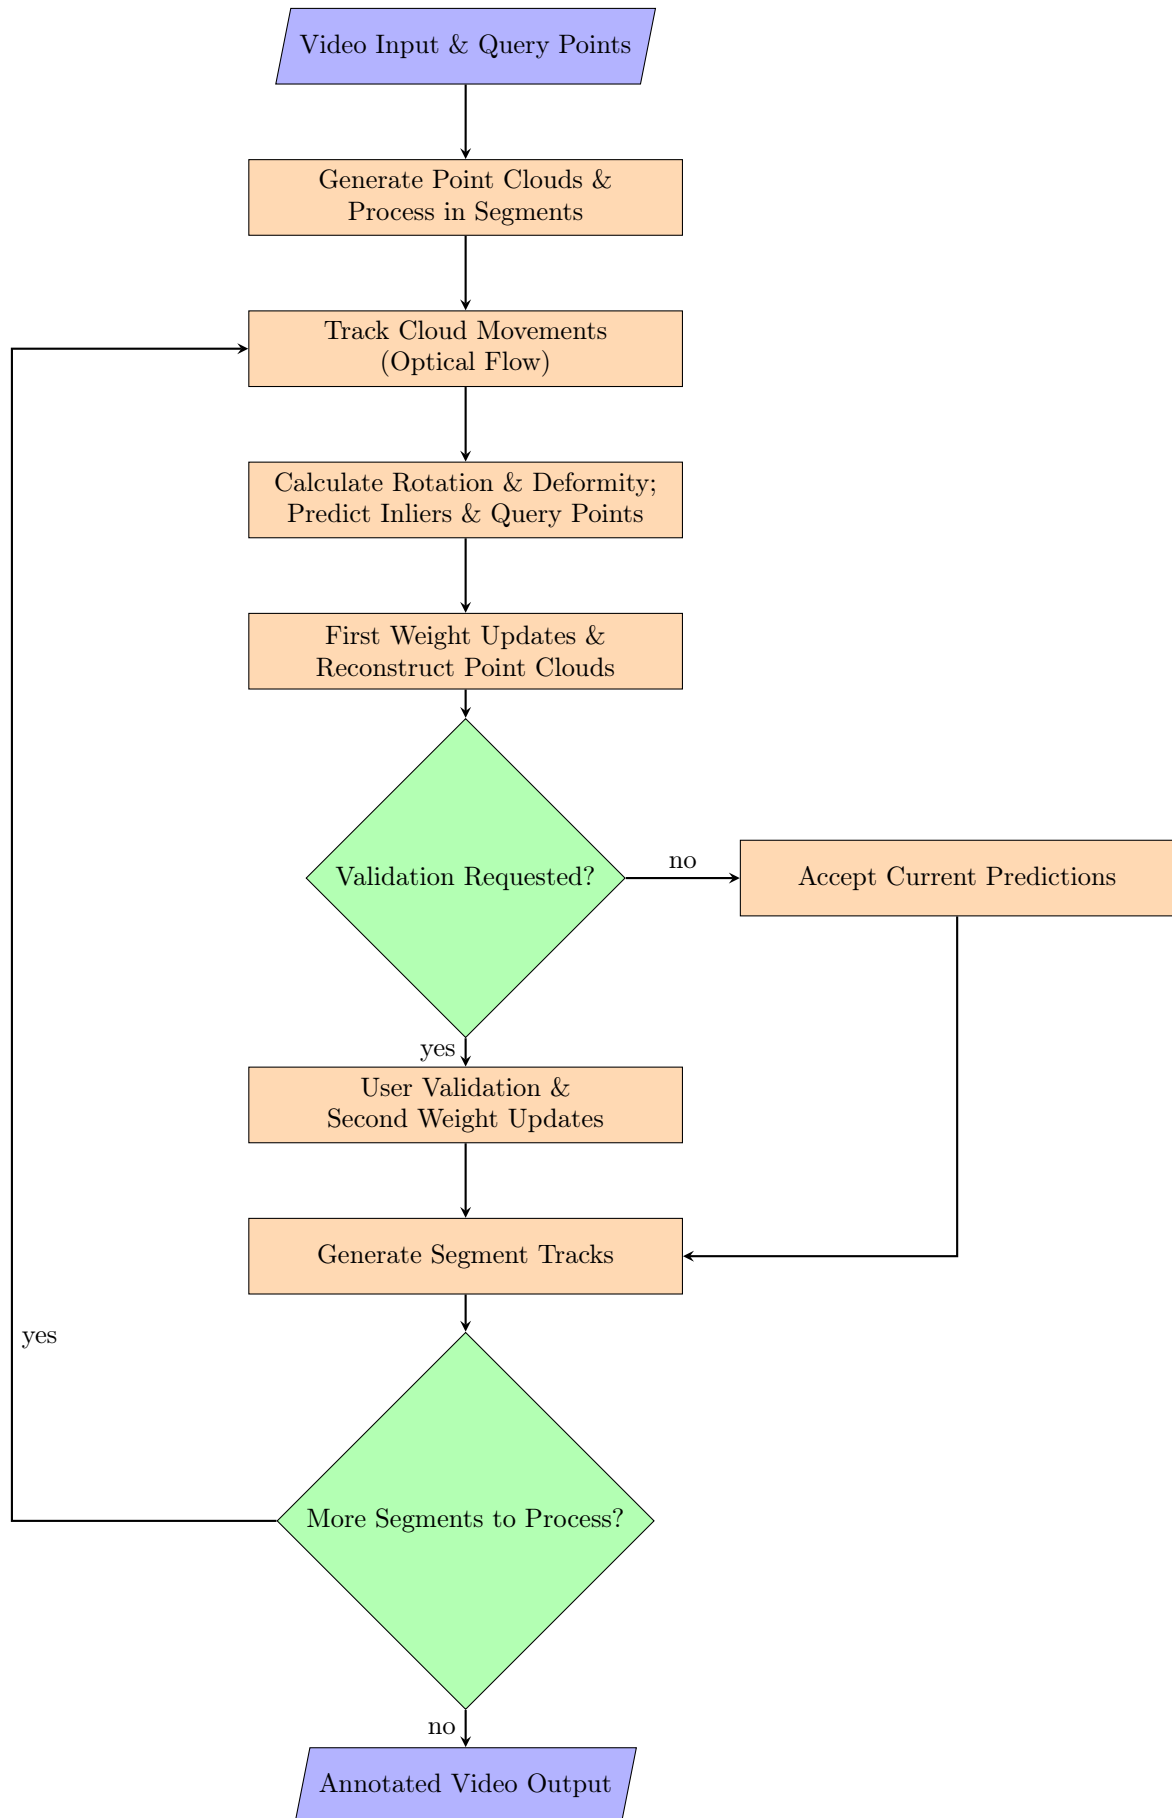 Video Input & Query Points
Generate Point Clouds &
Process in Segments
Track Cloud Movements
(Optical Flow)
Calculate Rotation & Deformity;
Predict Inliers & Query Points
First Weight Updates &
Reconstruct Point Clouds
Validation Requested?
no
Accept Current Predictions
yes
User Validation &
Second Weight Updates
Generate Segment Tracks
yes
More Segments to Process?
no
Annotated Video Output